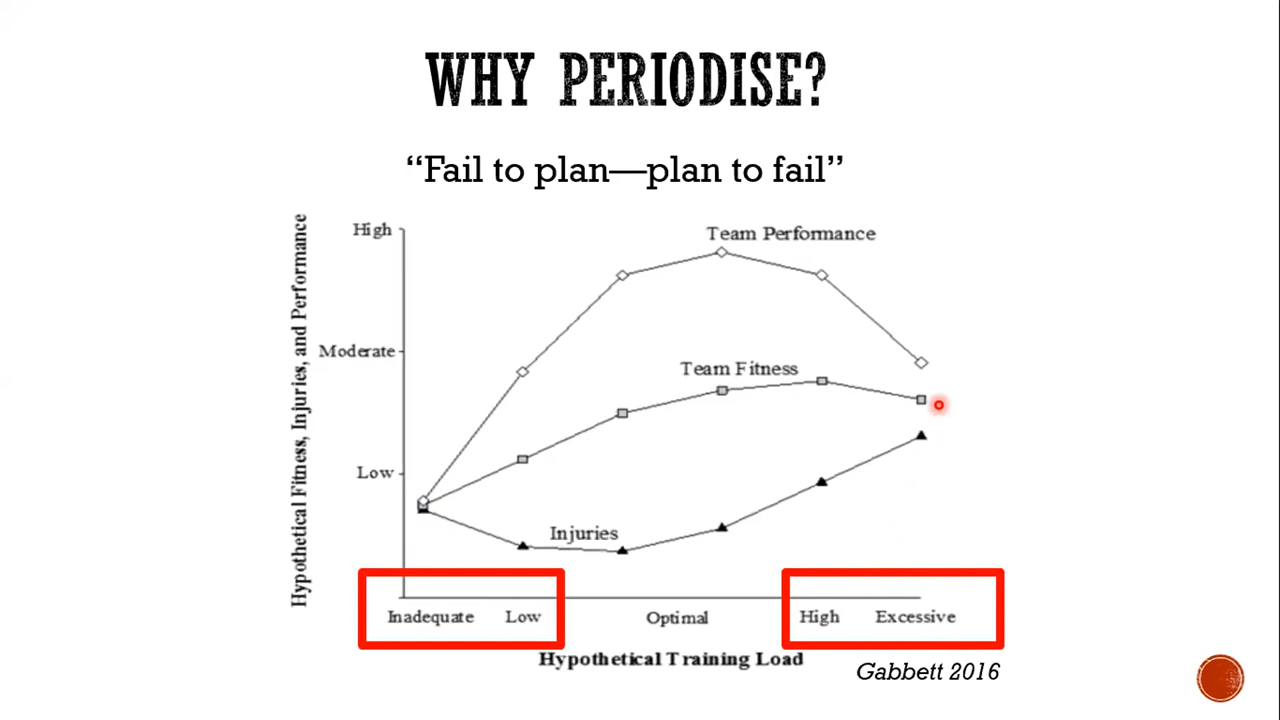 WHY PERIODISE?
“Fail to plan—plan to fail”
Hypothetical Fitness, Injuries, and Performance
High
Moderate
Low
Team Performance
Team Fitness
Injuries
Inadequate Low Optimal High Excessive
Hypothetical Training Load
Gabbett 2016